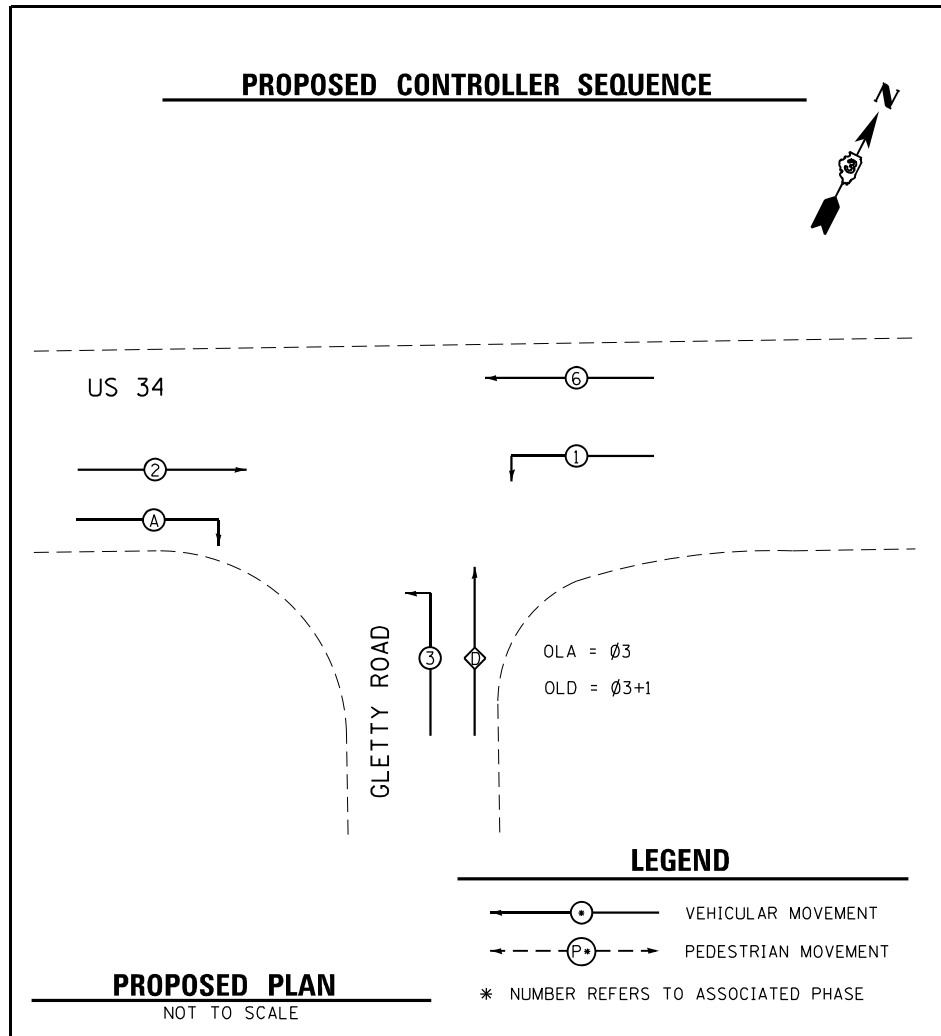 PROPOSED CONTROLLER SEQUENCE
N
3
US 34
6
1
2
A
GLETTY ROAD
3
D
OLA = Ø3
OLD = Ø3+1
LEGEND
* VEHICULAR MOVEMENT
P* PEDESTRIAN MOVEMENT
* NUMBER REFERS TO ASSOCIATED PHASE
PROPOSED PLAN
NOT TO SCALE